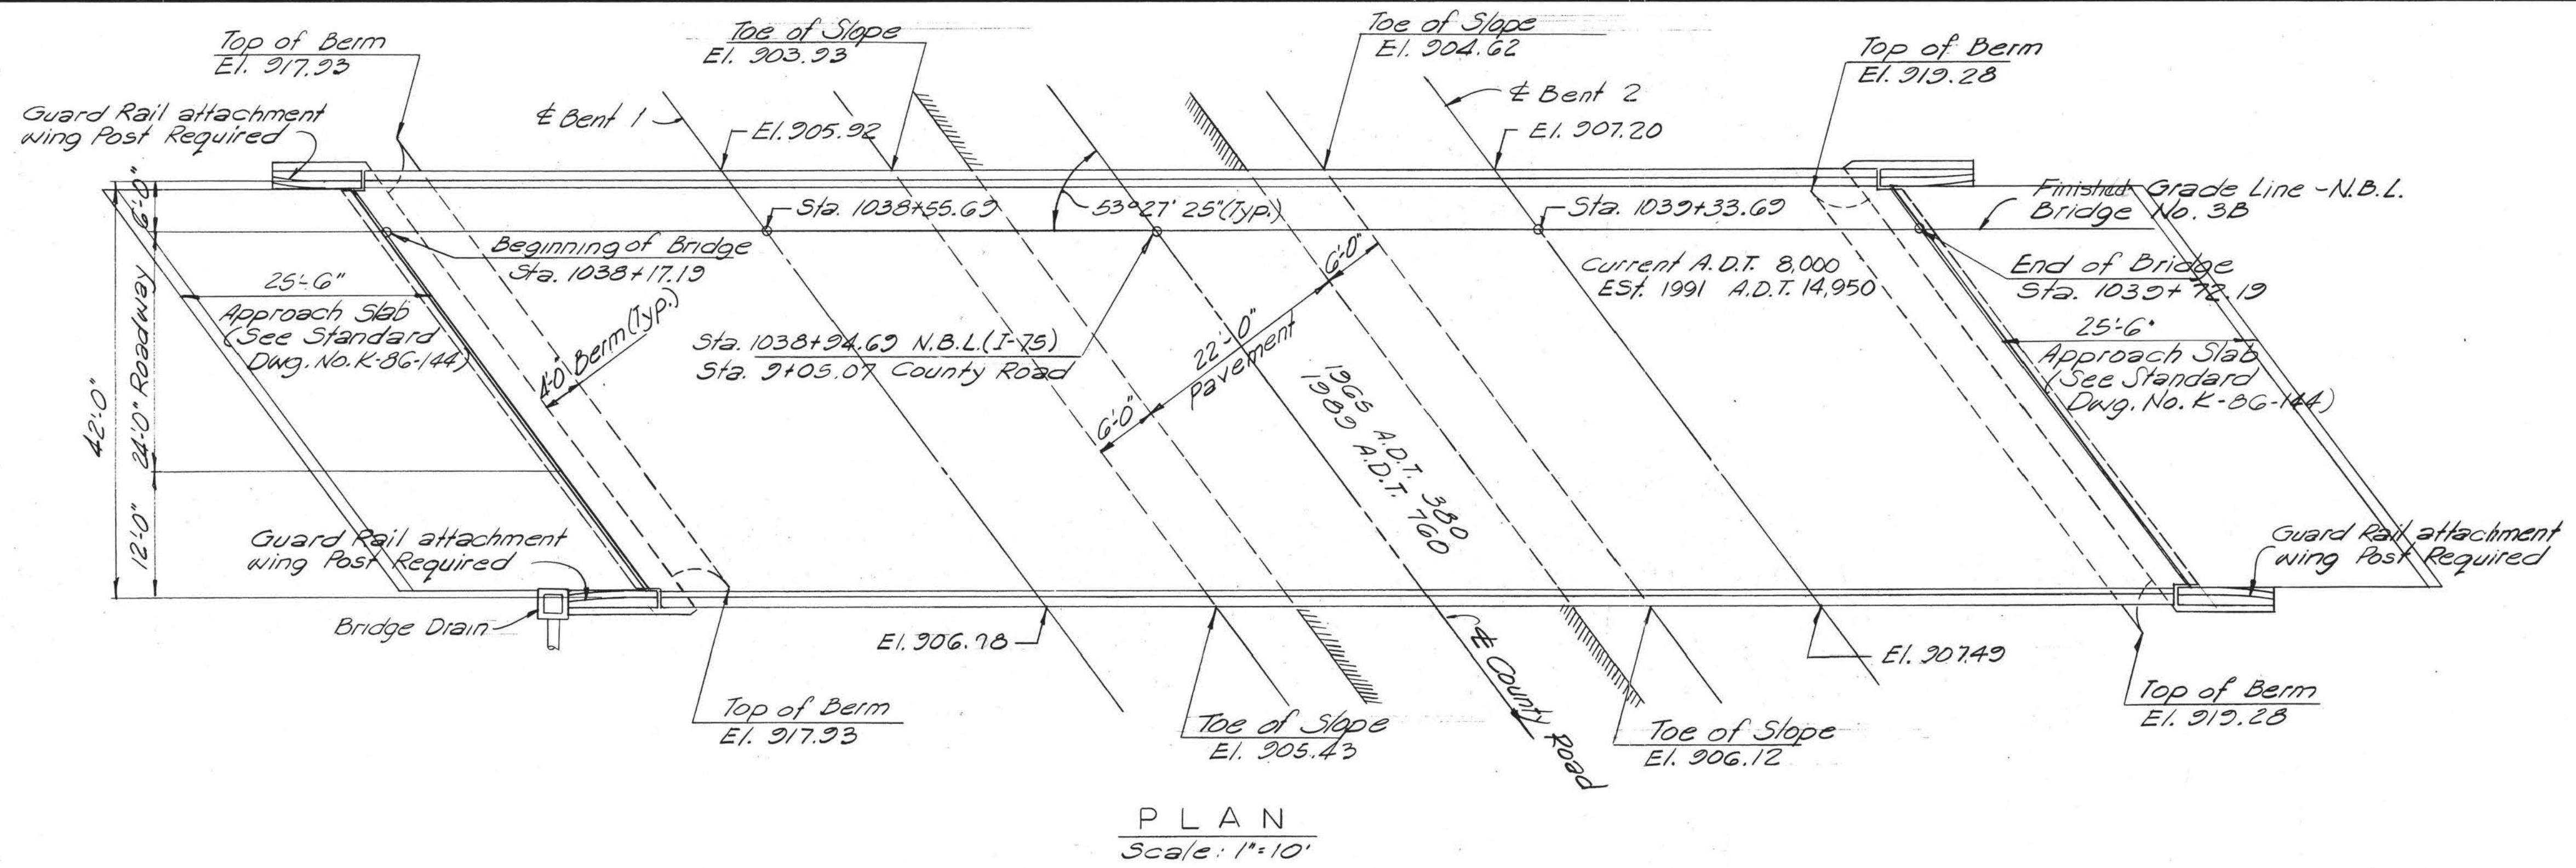 Top of Berm
El. 917.93
Toe of Slope
El. 903.93
Toe of Slope
El. 904.62
Top of Berm
El. 919.28
Guard Rail attachment
wing Post Required
℄ Bent 1
El. 905.92
℄ Bent 2
El. 907.20
6'-0"
Sta. 1038+55.69
53°27'25"(Typ.)
Sta. 1039+33.69
Finished Grade Line - N.B.L.
Bridge No. 3B
Beginning of Bridge
Sta. 1038+17.19
6'-0"
Current A.D.T. 8,000
Est. 1991 A.D.T. 14,950
End of Bridge
Sta. 1039+72.19
25'-6"
Approach Slab
(See Standard
Dwg. No. K-86-144)
4'-0" Berm (Typ.)
Sta. 1038+94.69 N.B.L. (I-75)
Sta. 9+05.07 County Road
22'-0"
Pavement
6'-0"
25'-6"
Approach Slab
(See Standard
Dwg. No. K-86-144)
42'-0"
24'-0" Roadway
12'-0"
1965 A.D.T. 380
1989 A.D.T. 760
Guard Rail attachment
wing Post Required
Guard Rail attachment
wing Post Required
Bridge Drain
El. 906.78
El. 907.49
℄ County Road
Top of Berm
El. 917.93
Toe of Slope
El. 905.43
Toe of Slope
El. 906.12
Top of Berm
El. 919.28
PLAN
Scale: 1"=10'